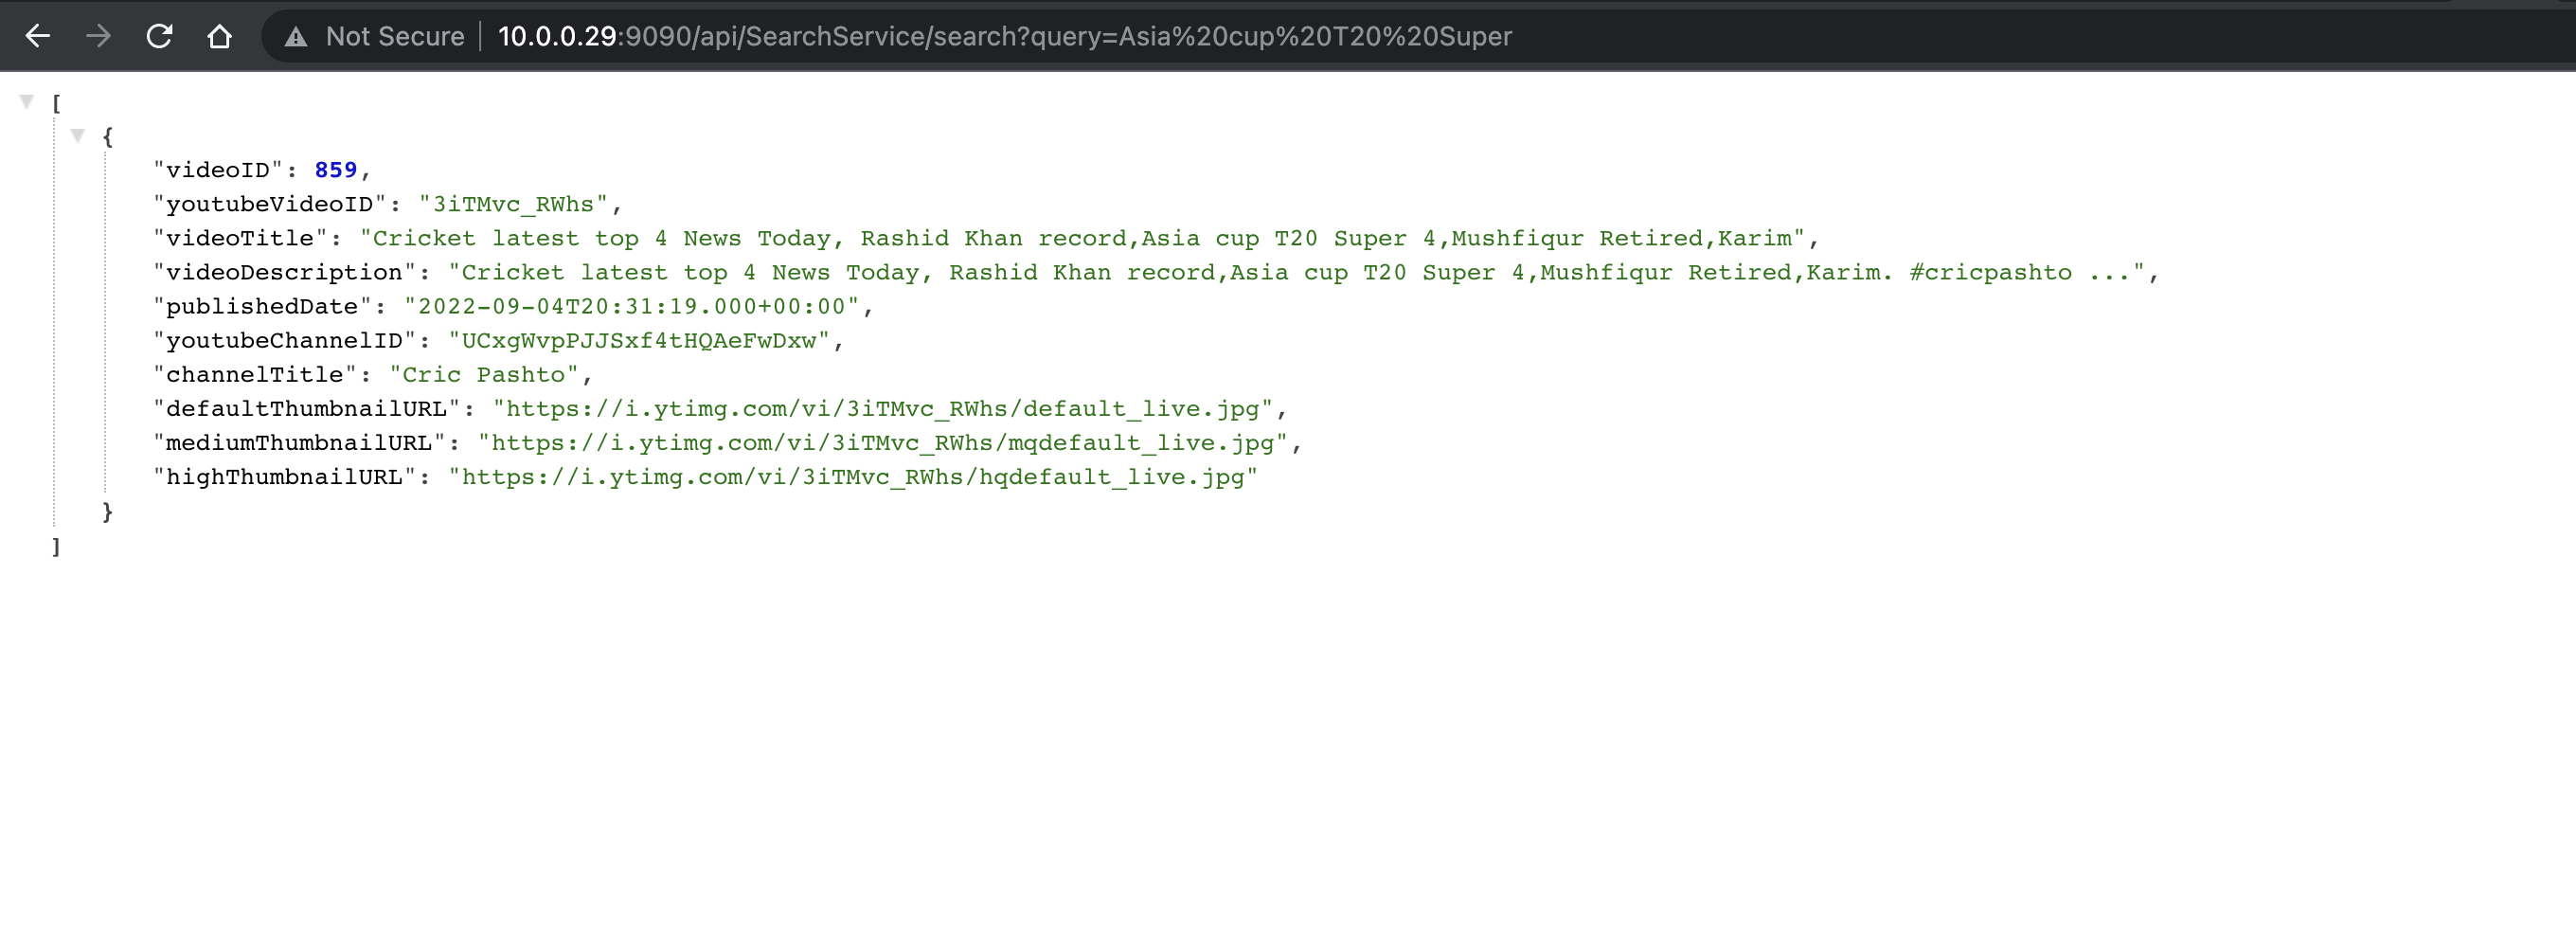 Not Secure 10.0.0.29:9090/api/SearchService/search?query=Asia%20cup%20T20%20Super
[
{
"videoID": 859,
"youtubeVideoID": "3iTMvc_RWhs",
"videoTitle": "Cricket latest top 4 News Today, Rashid Khan record,Asia cup T20 Super 4,Mushfiqur Retired,Karim",
"videoDescription": "Cricket latest top 4 News Today, Rashid Khan record,Asia cup T20 Super 4,Mushfiqur Retired,Karim. #cricpashto ...",
"publishedDate": "2022-09-04T20:31:19.000+00:00",
"youtubeChannelID": "UCxgWvpPJJSxf4tHQAeFwDxw",
"channelTitle": "Cric Pashto",
"defaultThumbnailURL": "https://i.ytimg.com/vi/3iTMvc_RWhs/default_live.jpg",
"mediumThumbnailURL": "https://i.ytimg.com/vi/3iTMvc_RWhs/mqdefault_live.jpg",
"highThumbnailURL": "https://i.ytimg.com/vi/3iTMvc_RWhs/hqdefault_live.jpg"
}
]